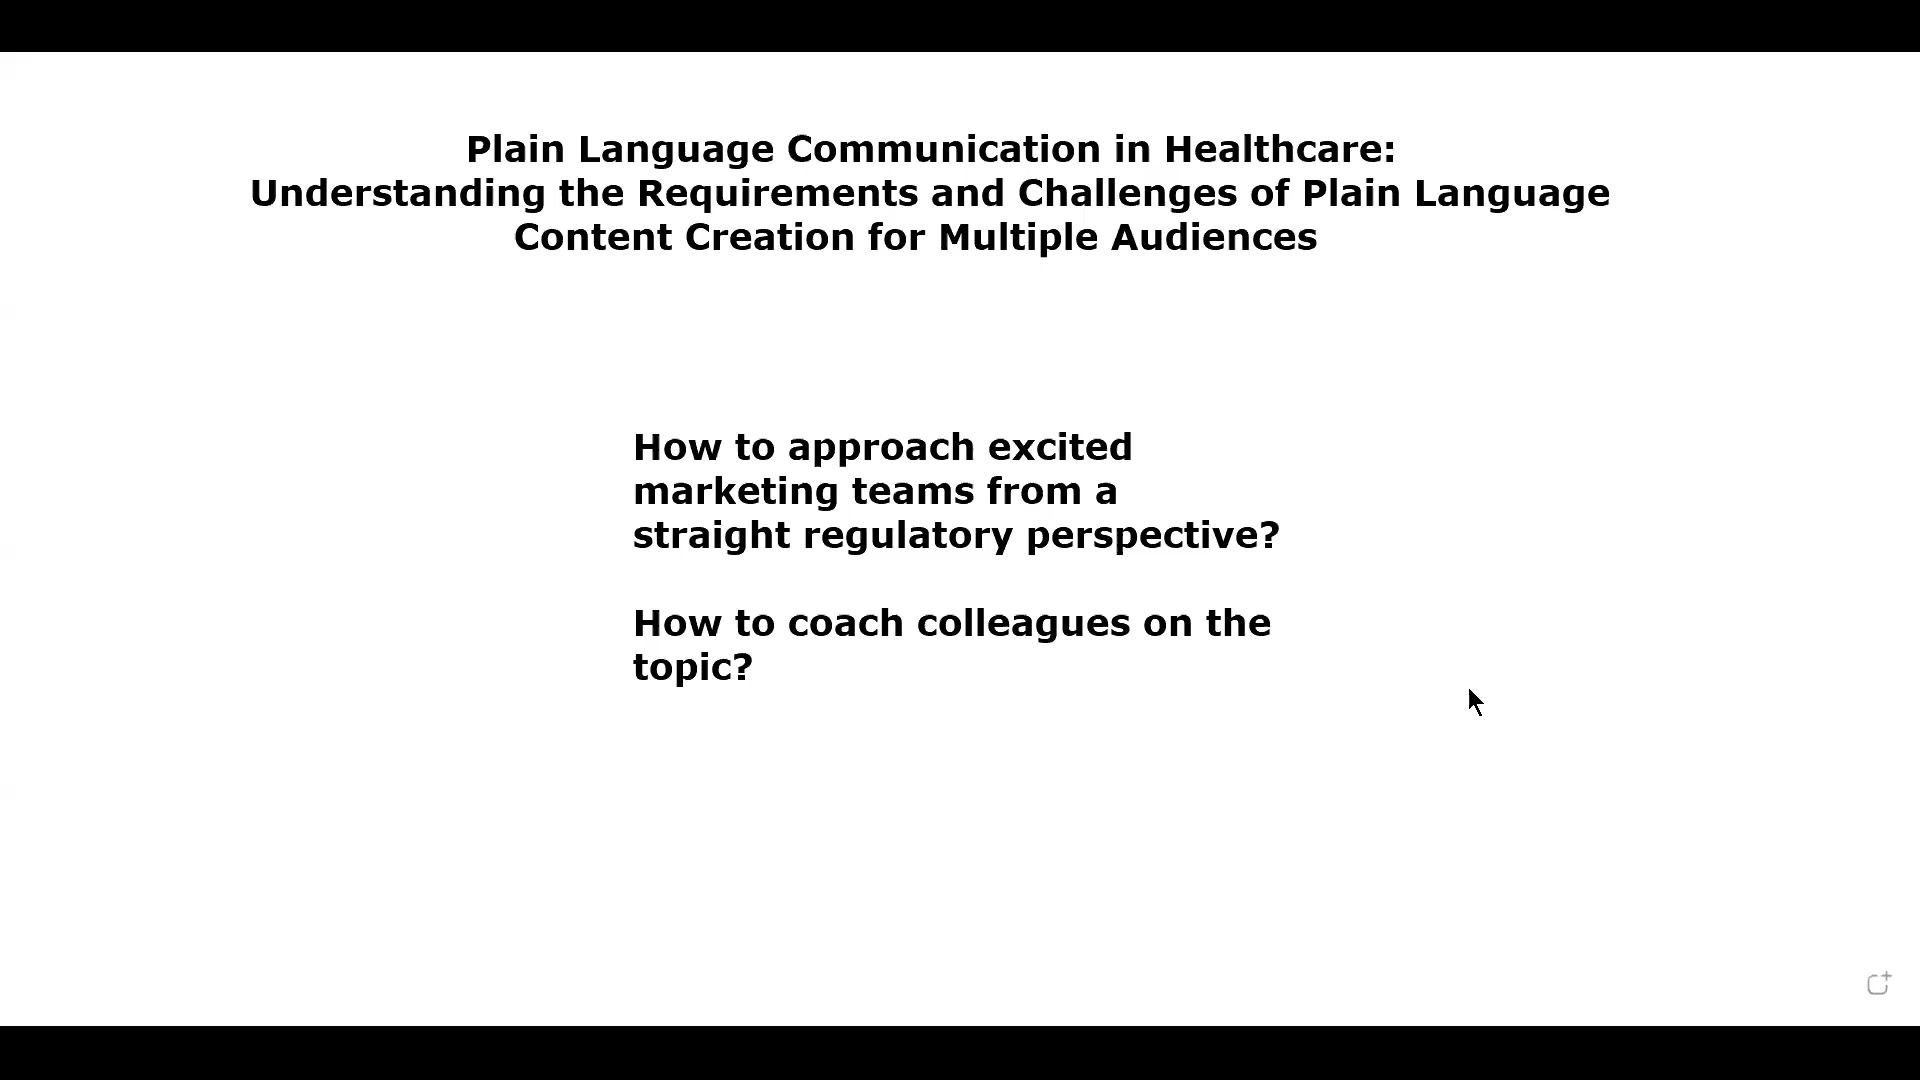 Plain Language Communication in Healthcare:
Understanding the Requirements and Challenges of Plain Language
Content Creation for Multiple Audiences
How to approach excited
marketing teams from a
straight regulatory perspective?
How to coach colleagues on the
topic?